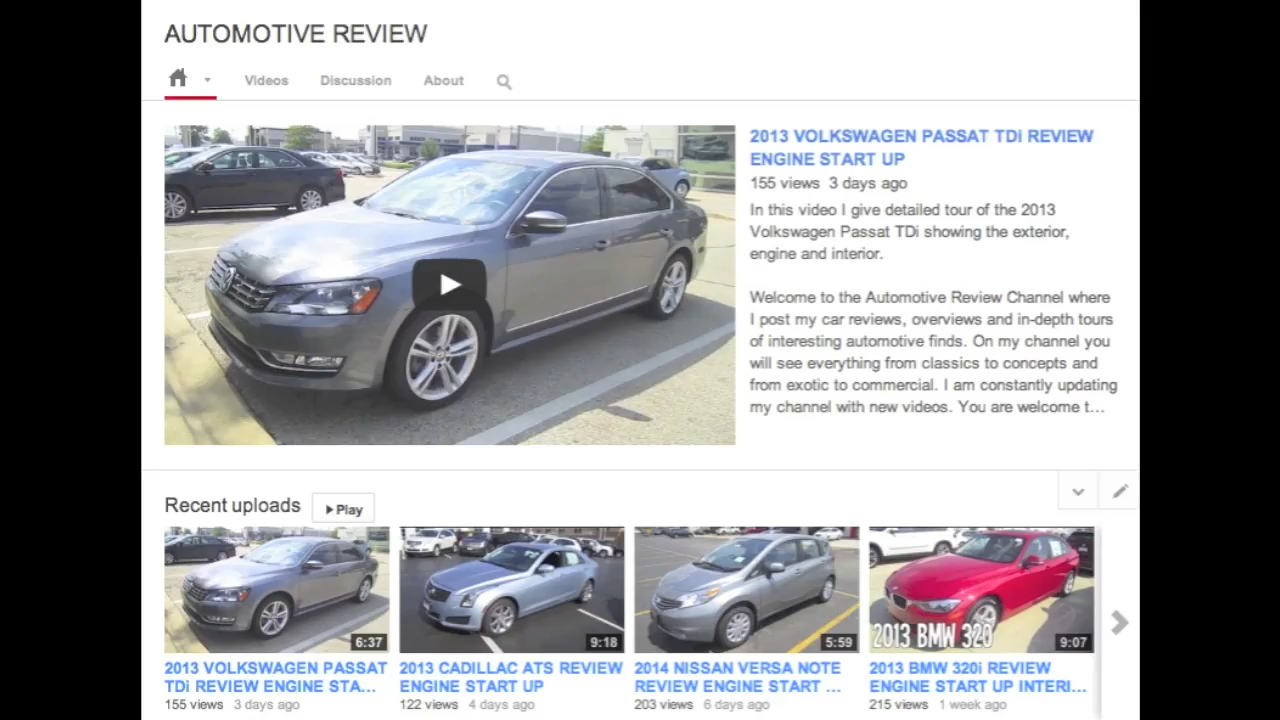 AUTOMOTIVE REVIEW
Videos Discussion About
2013 VOLKSWAGEN PASSAT TDi REVIEW
ENGINE START UP
155 views 3 days ago
In this video I give detailed tour of the 2013
Volkswagen Passat TDi showing the exterior,
engine and interior.
Welcome to the Automotive Review Channel where
I post my car reviews, overviews and in-depth tours
of interesting automotive finds. On my channel you
will see everything from classics to concepts and
from exotic to commercial. I am constantly updating
my channel with new videos. You are welcome t...
Recent uploads Play
6:37
9:18
5:59
2013 BMW 320
9:07
2013 VOLKSWAGEN PASSAT
TDi REVIEW ENGINE STA...
155 views 3 days ago
2013 CADILLAC ATS REVIEW
ENGINE START UP
122 views 4 days ago
2014 NISSAN VERSA NOTE
REVIEW ENGINE START ...
203 views 6 days ago
2013 BMW 320i REVIEW
ENGINE START UP INTERI...
215 views 1 week ago